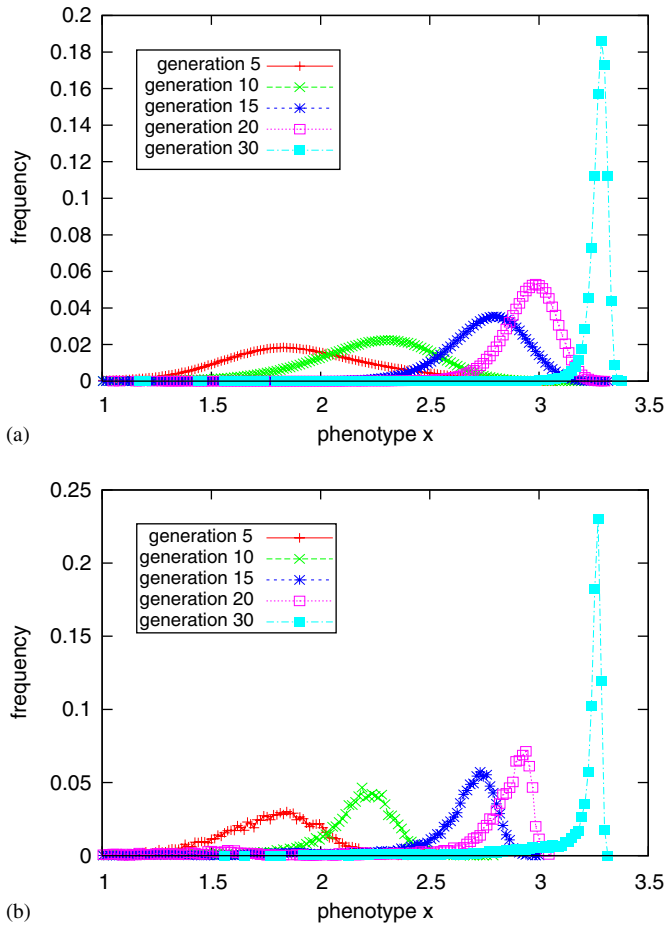 0.2
0.18
0.16
0.14
0.12
0.1
0.08
0.06
0.04
0.02
0
frequency
generation 5
generation 10
generation 15
generation 20
generation 30
1 1.5 2 2.5 3 3.5
phenotype x
(a)
0.25
0.2
0.15
0.1
0.05
0
frequency
generation 5
generation 10
generation 15
generation 20
generation 30
1 1.5 2 2.5 3 3.5
phenotype x
(b)